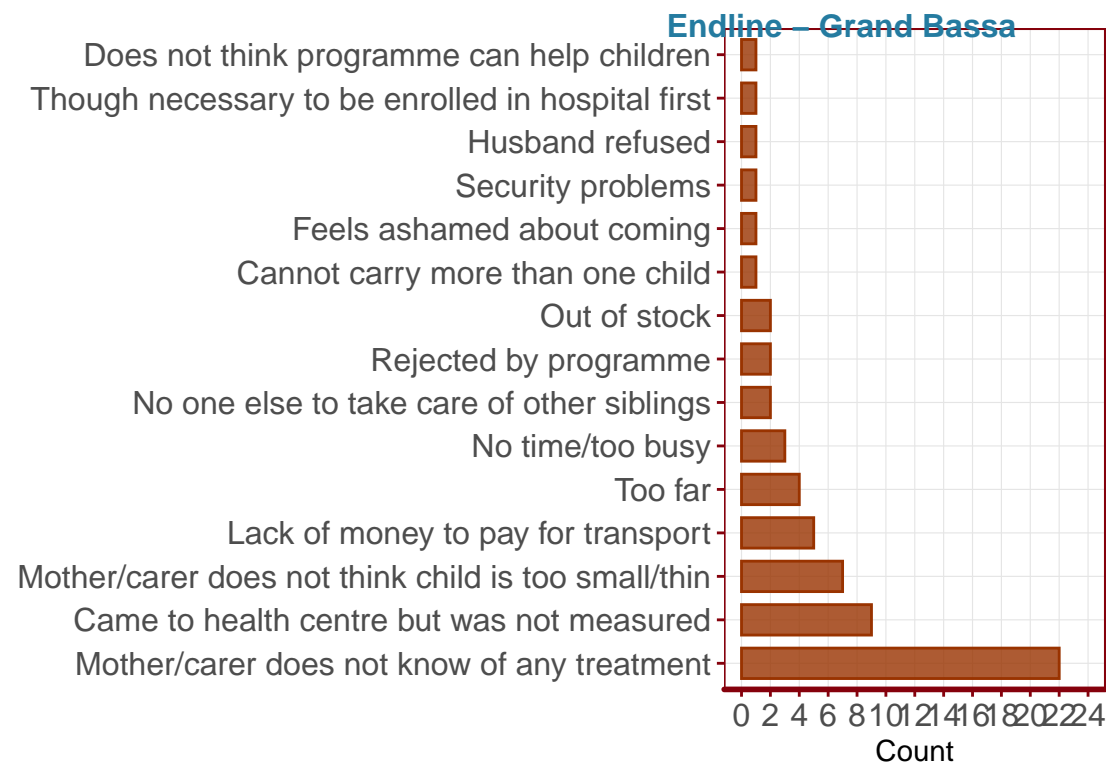 Endline – Grand Bassa
Does not think programme can help children
Though necessary to be enrolled in hospital first
Husband refused
Security problems
Feels ashamed about coming
Cannot carry more than one child
Out of stock
Rejected by programme
No one else to take care of other siblings
No time/too busy
Too far
Lack of money to pay for transport
Mother/carer does not think child is too small/thin
Came to health centre but was not measured
Mother/carer does not know of any treatment
0 2 4 6 8 10 12 14 16 18 20 22 24
Count